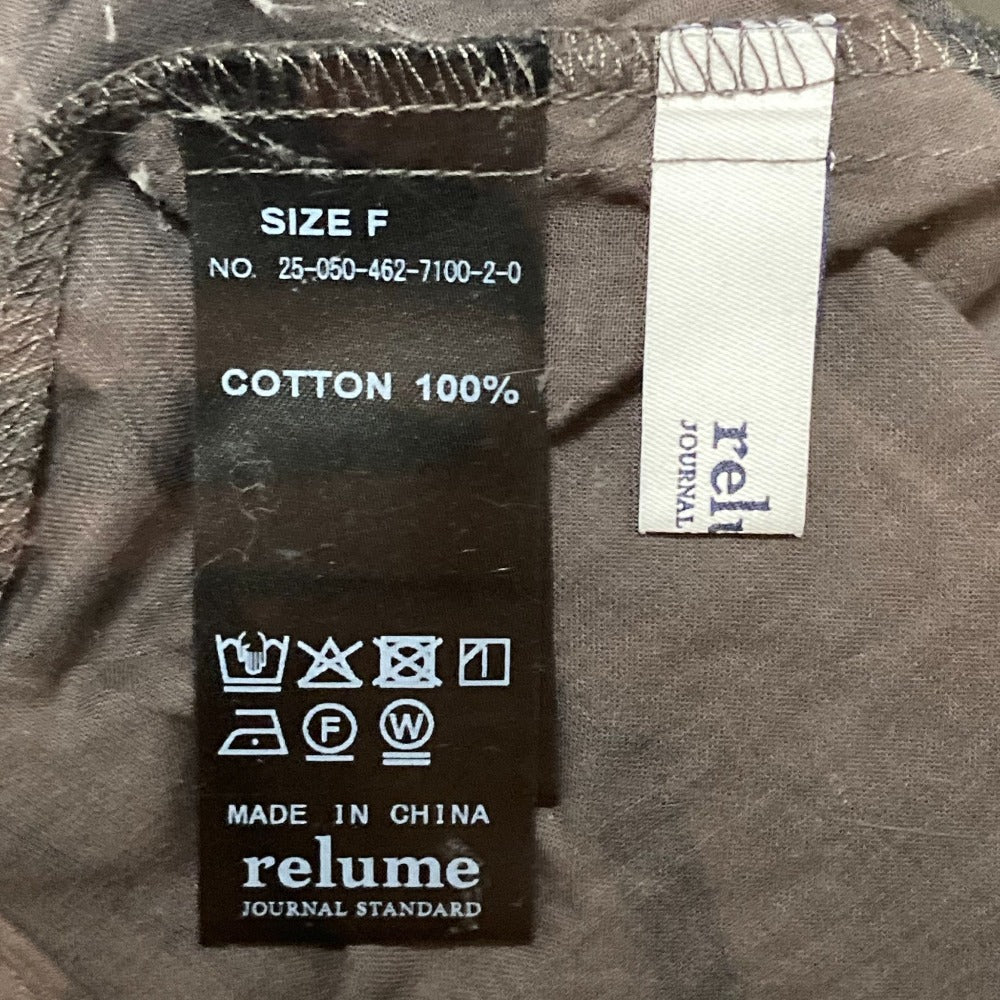 SIZE F
NO. 25-050-462-7100-2-0
COTTON 100%
F
W
MADE IN CHINA
relume
JOURNAL STANDARD
rel
JOURNAL